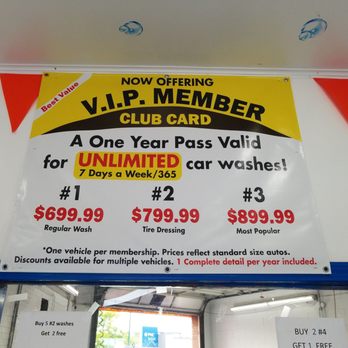 Best Value
NOW OFFERING
V.I.P. MEMBER
CLUB CARD
A One Year Pass Valid
for UNLIMITED car washes!
7 Days a Week/365
#1 #2 #3
$699.99 $799.99 $899.99
Regular Wash Tire Dressing Most Popular
*One vehicle per membership. Prices reflect standard size autos.
Discounts available for multiple vehicles. 1 Complete detail per year included.
Buy 5 #2 washes
Get 2 free
BUY 2 #4
GET 1 FREE